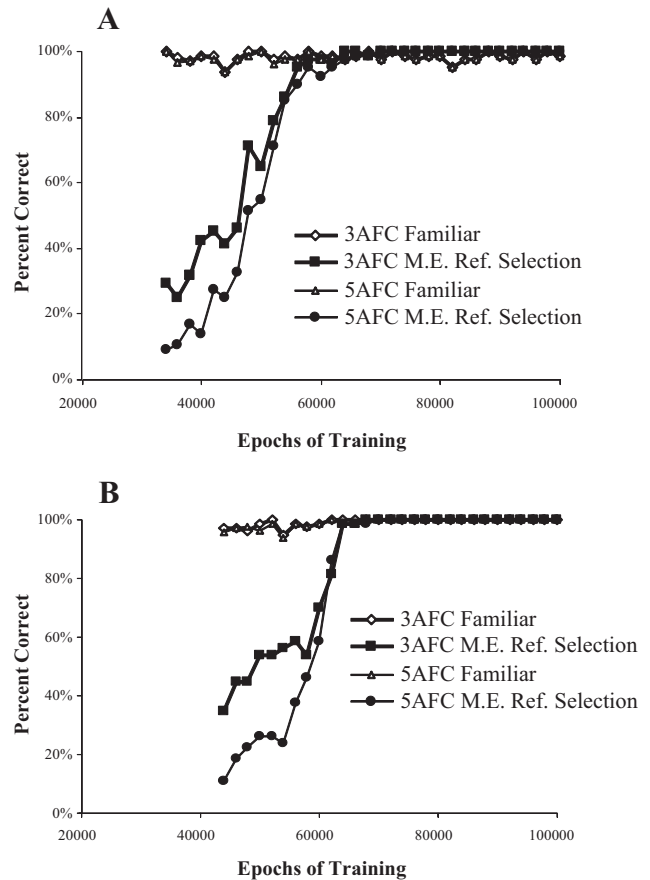 A
100%
80%
60%
40%
20%
0%
Percent Correct
3AFC Familiar
3AFC M.E. Ref. Selection
5AFC Familiar
5AFC M.E. Ref. Selection
20000 40000 60000 80000 100000
Epochs of Training
B
100%
80%
60%
40%
20%
0%
Percent Correct
3AFC Familiar
3AFC M.E. Ref. Selection
5AFC Familiar
5AFC M.E. Ref. Selection
20000 40000 60000 80000 100000
Epochs of Training